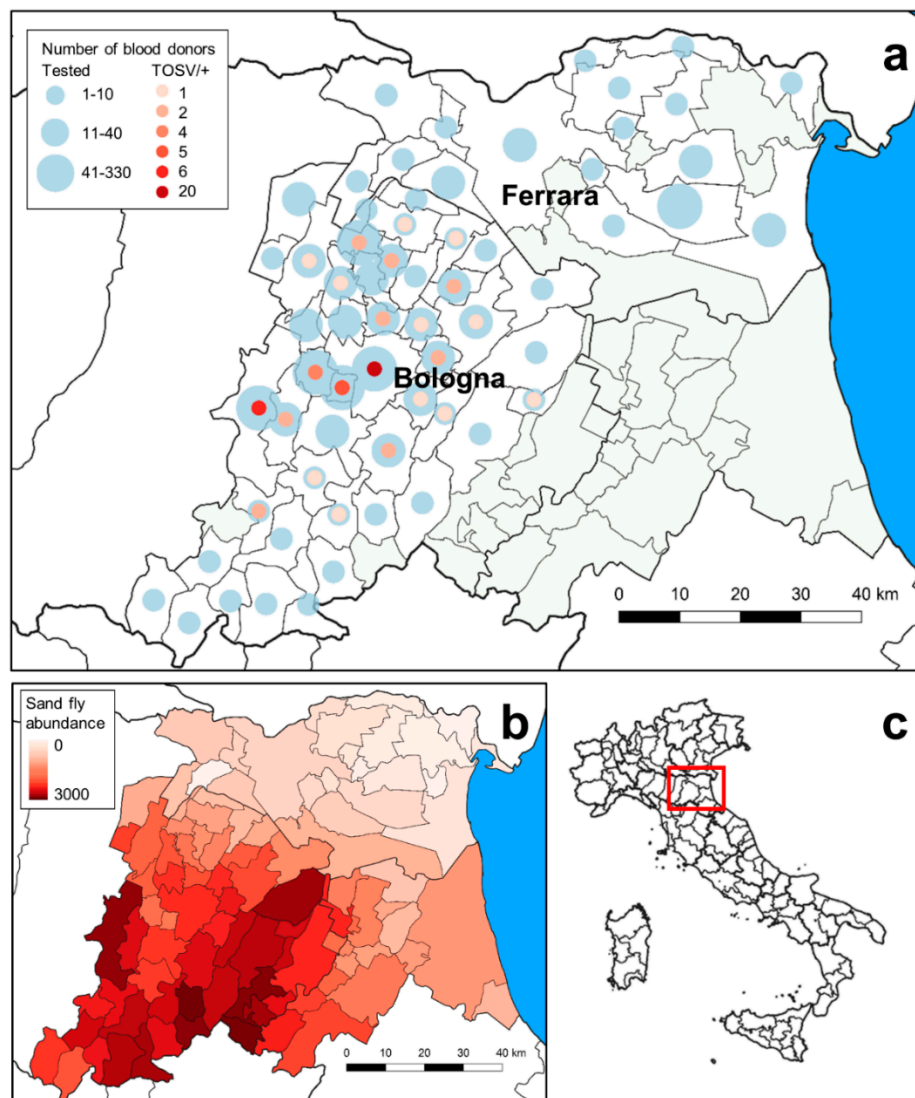 a
Number of blood donors
Tested TOSV/+
1-10 1
2
11-40 4
5
41-330 6
20
Ferrara
Bologna
0 10 20 30 40 km
b
Sand fly
abundance
0
3000
0 10 20 30 40 km
c